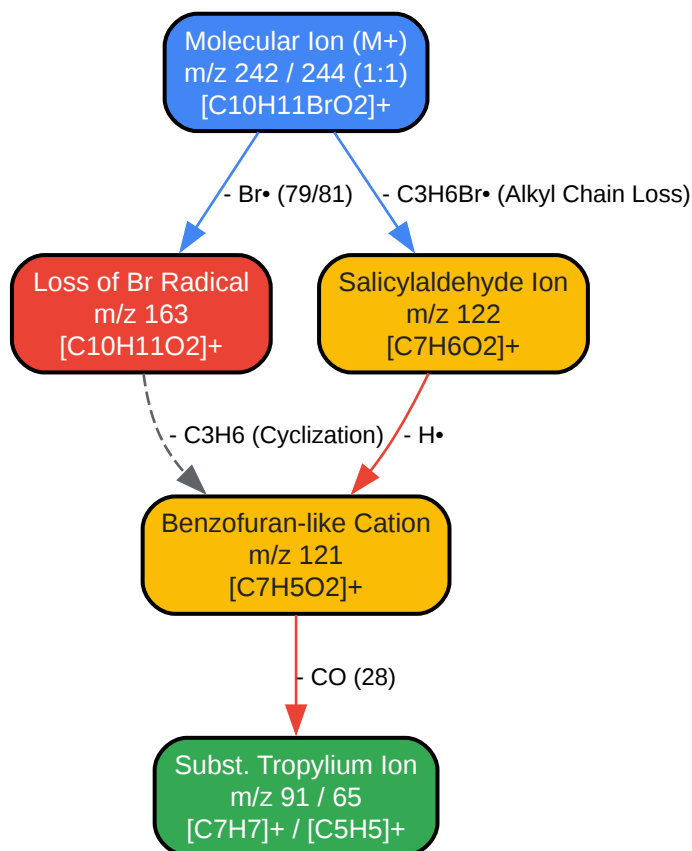 Molecular Ion (M+)
m/z 242 / 244 (1:1)
[C10H11BrO2]+
- Br• (79/81)
- C3H6Br• (Alkyl Chain Loss)
Loss of Br Radical
m/z 163
[C10H11O2]+
Salicylaldehyde Ion
m/z 122
[C7H6O2]+
- C3H6 (Cyclization)
- H•
Benzofuran-like Cation
m/z 121
[C7H5O2]+
- CO (28)
Subst. Tropylium Ion
m/z 91 / 65
[C7H7]+ / [C5H5]+